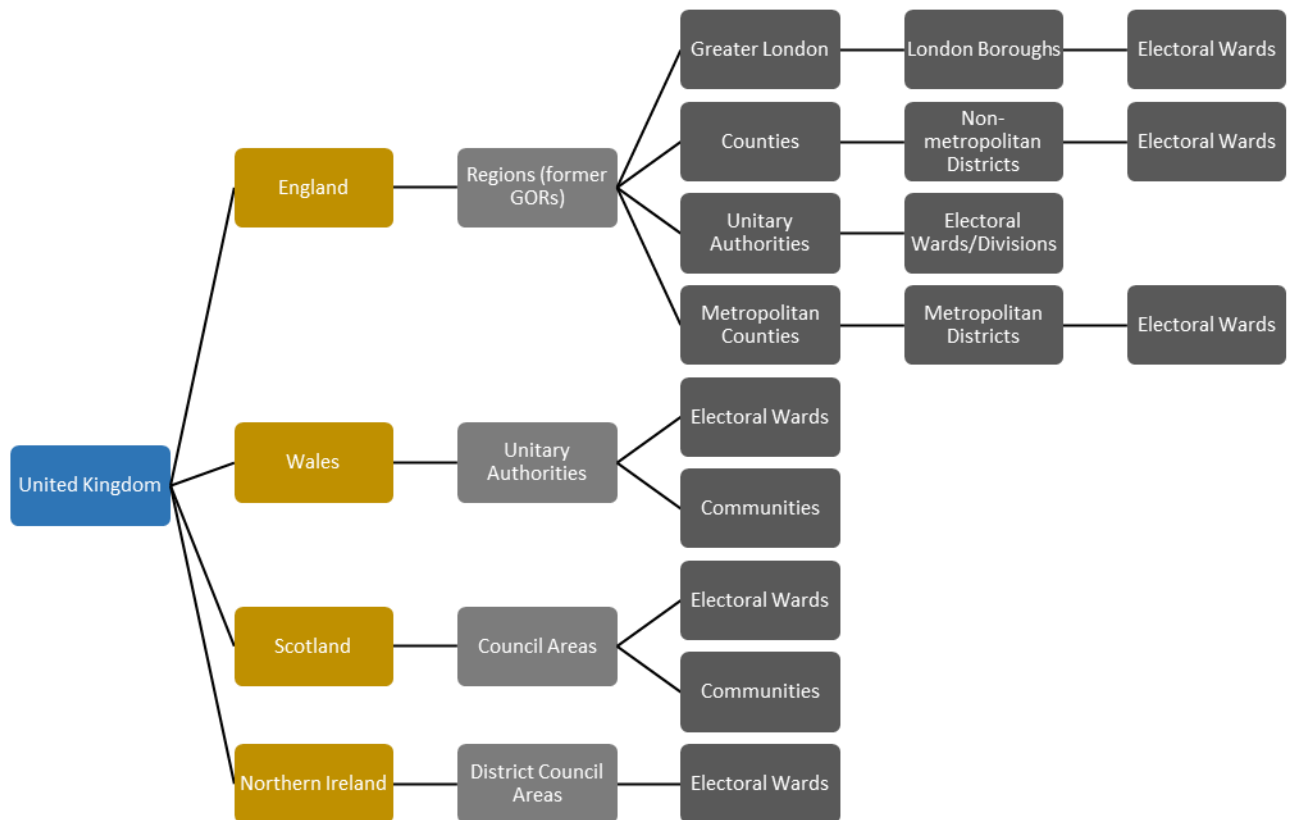 Greater London
London Boroughs
Electoral Wards
Counties
Non-
metropolitan
Districts
Electoral Wards
England
Regions (former
GORs)
Unitary
Authorities
Electoral
Wards/Divisions
Metropolitan
Counties
Metropolitan
Districts
Electoral Wards
United Kingdom
Wales
Unitary
Authorities
Electoral Wards
Communities
Scotland
Council Areas
Electoral Wards
Communities
Northern Ireland
District Council
Areas
Electoral Wards